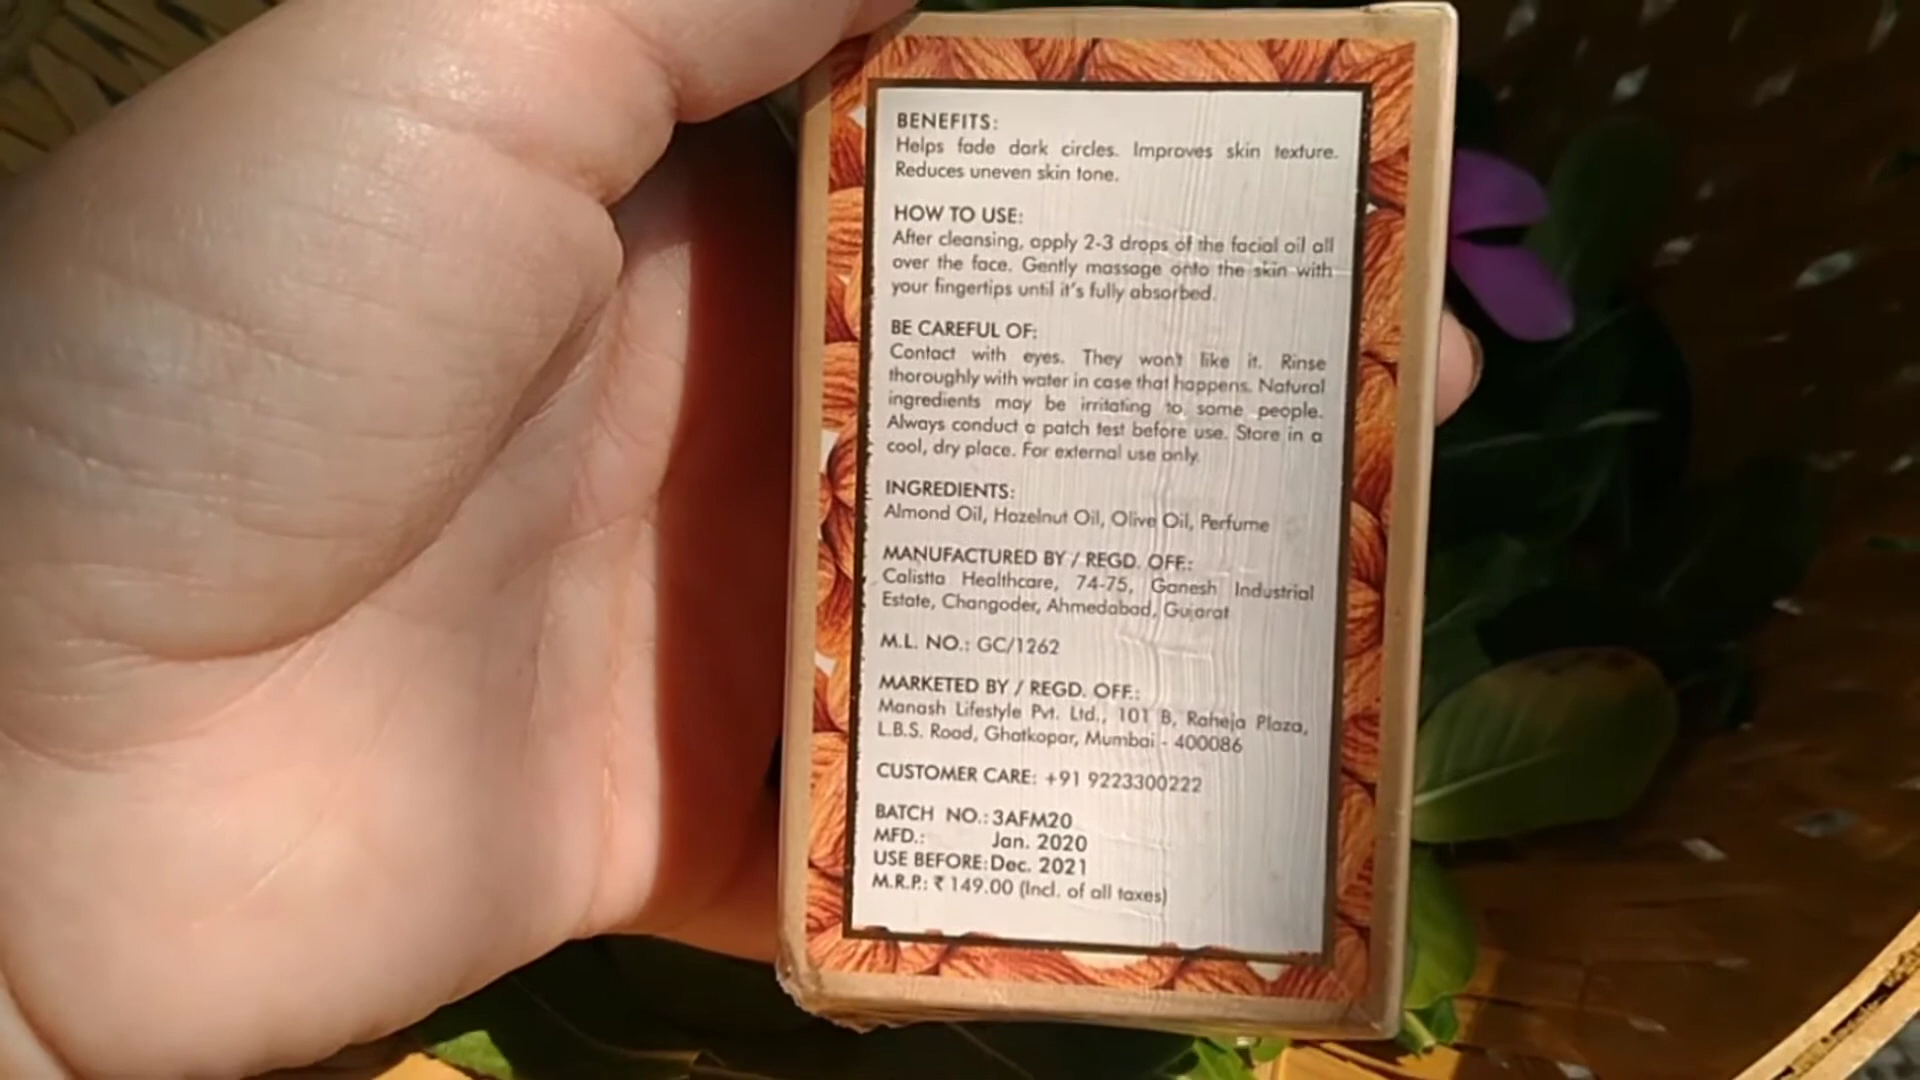 BENEFITS:
Helps fade dark circles. Improves skin texture.
Reduces uneven skin tone.
HOW TO USE:
After cleansing, apply 2-3 drops of the facial oil all
over the face. Gently massage onto the skin with
your fingertips until it's fully absorbed.
BE CAREFUL OF:
Contact with eyes. They won't like it. Rinse
thoroughly with water in case that happens. Natural
ingredients may be irritating to some people.
Always conduct a patch test before use. Store in a
cool, dry place. For external use only.
INGREDIENTS:
Almond Oil, Hazelnut Oil, Olive Oil, Perfume
MANUFACTURED BY / REGD. OFF.:
Calistta Healthcare, 74-75, Ganesh Industrial
Estate, Changoder, Ahmedabad, Gujarat
M.L. NO.: GC/1262
MARKETED BY / REGD. OFF.:
Manash Lifestyle Pvt. Ltd., 101 B, Raheja Plaza,
L.B.S. Road, Ghatkopar, Mumbai - 400086
CUSTOMER CARE: +91 9223300222
BATCH NO.: 3AFM20
MFD.: Jan. 2020
USE BEFORE: Dec. 2021
M.R.P.: ₹ 149.00 (Incl. of all taxes)